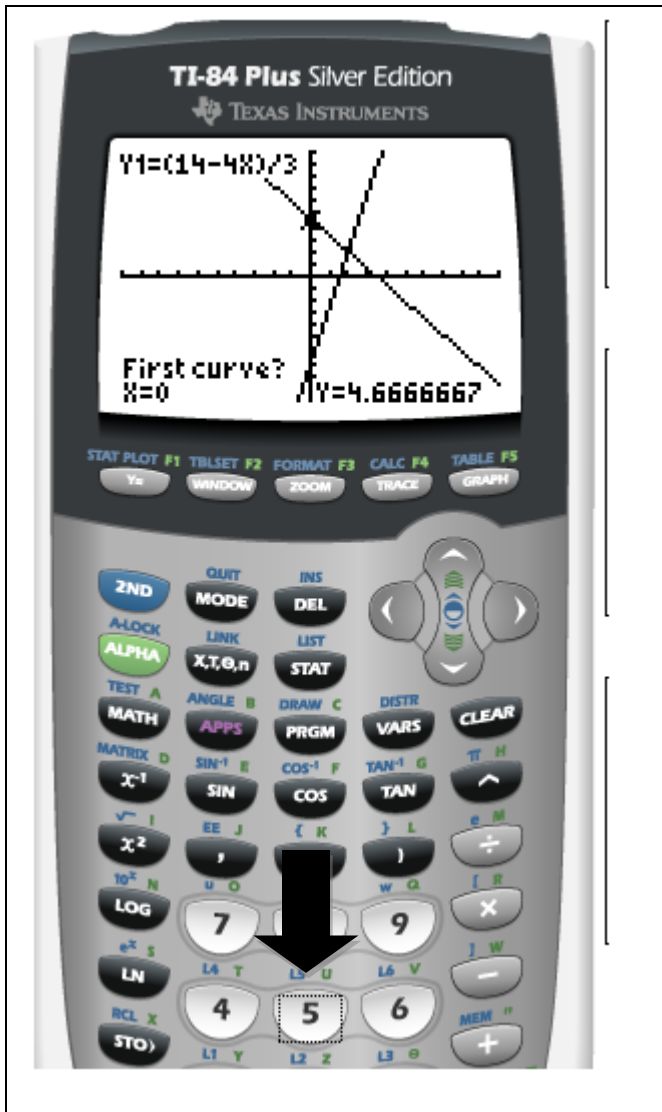 TI-84 Plus Silver Edition
TEXAS INSTRUMENTS
Y1=(14-4X)/3
First curve?
X=0 Y=4.6666667
STAT PLOT F1 TBLSET F2 FORMAT F3 CALC F4 TABLE F5
Y= WINDOW ZOOM TRACE GRAPH
QUIT INS
2ND MODE DEL
A-LOCK LINK LIST
ALPHA X,T,Θ,n STAT
TEST A ANGLE B DRAW C DISTR
MATH APPS PRGM VARS CLEAR
MATRIX D SIN⁻¹ E COS⁻¹ F TAN⁻¹ G π H
x⁻¹ SIN COS TAN ^
√ I EE J { K } L e M
x² , ) ÷
10ˣ N u O w Q [ R
LOG 7 9 ×
eˣ S L4 T L5 U L6 V ] W
LN 4 5 6 −
RCL X L1 Y L2 Z L3 θ MEM "
STO› +